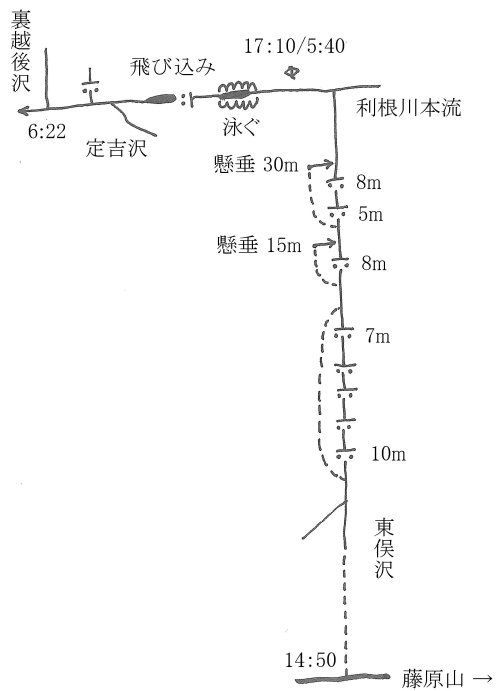 裏越後沢
17:10/5:40
飛び込み
利根川本流
6:22
泳ぐ
定吉沢
懸垂 30m
8m
5m
懸垂 15m
8m
7m
10m
東俣沢
14:50
藤原山 →